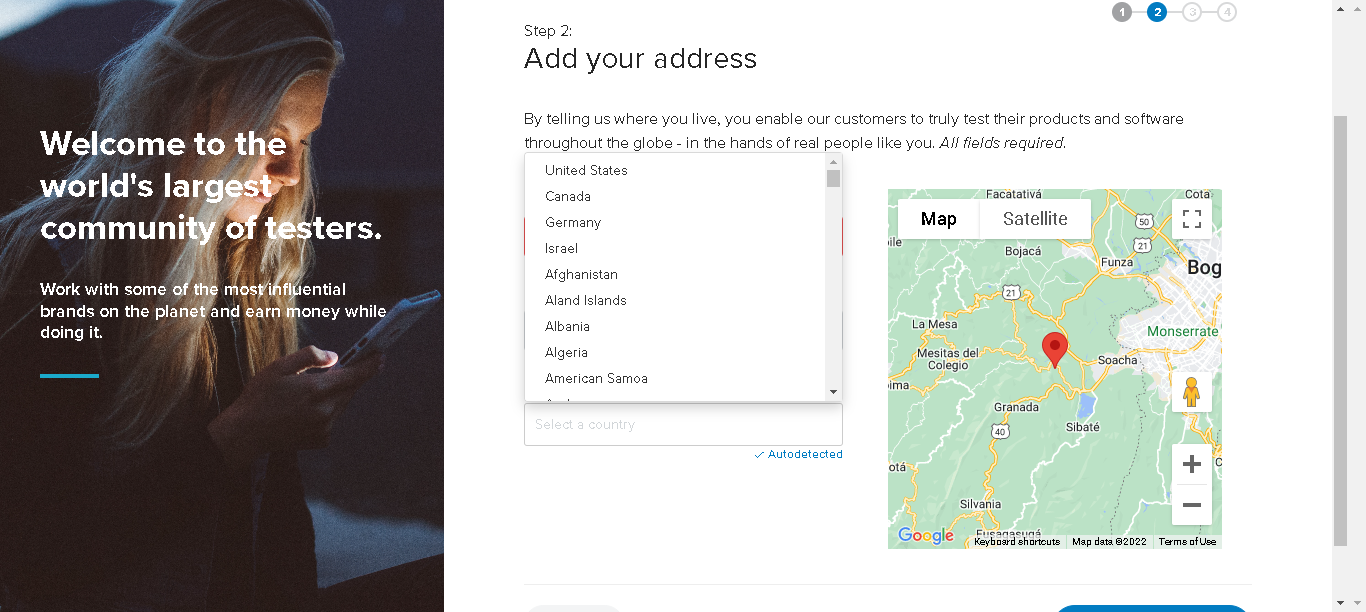 Welcome to the
world's largest
community of testers.
Work with some of the most influential
brands on the planet and earn money while
doing it.
1 2 3 4
Step 2:
Add your address
By telling us where you live, you enable our customers to truly test their products and software
throughout the globe - in the hands of real people like you. All fields required.
United States
Canada
Germany
Israel
Afghanistan
Aland Islands
Albania
Algeria
American Samoa
Select a country
Autodetected
Map
Satellite
Facatativá
Cota
50
21
Bojacá
Funza
Bog
21
La Mesa
Monserrate
Mesitas del
Colegio
Soacha
Granada
Sibaté
40
Silvania
Fusagasugá
Google
Keyboard shortcuts
Map data ©2022
Terms of Use